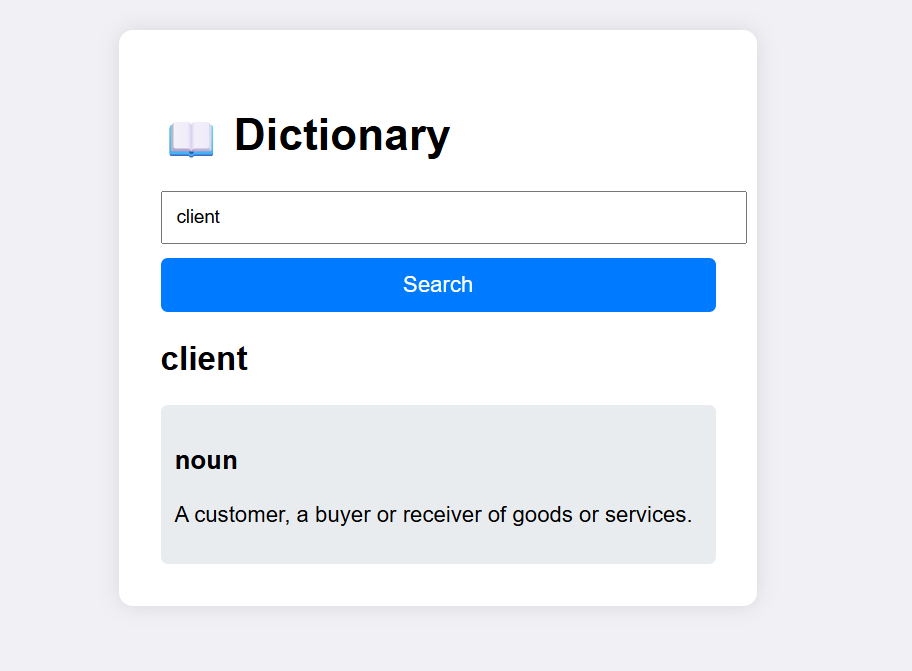 📖 Dictionary
client
Search
client
noun
A customer, a buyer or receiver of goods or services.